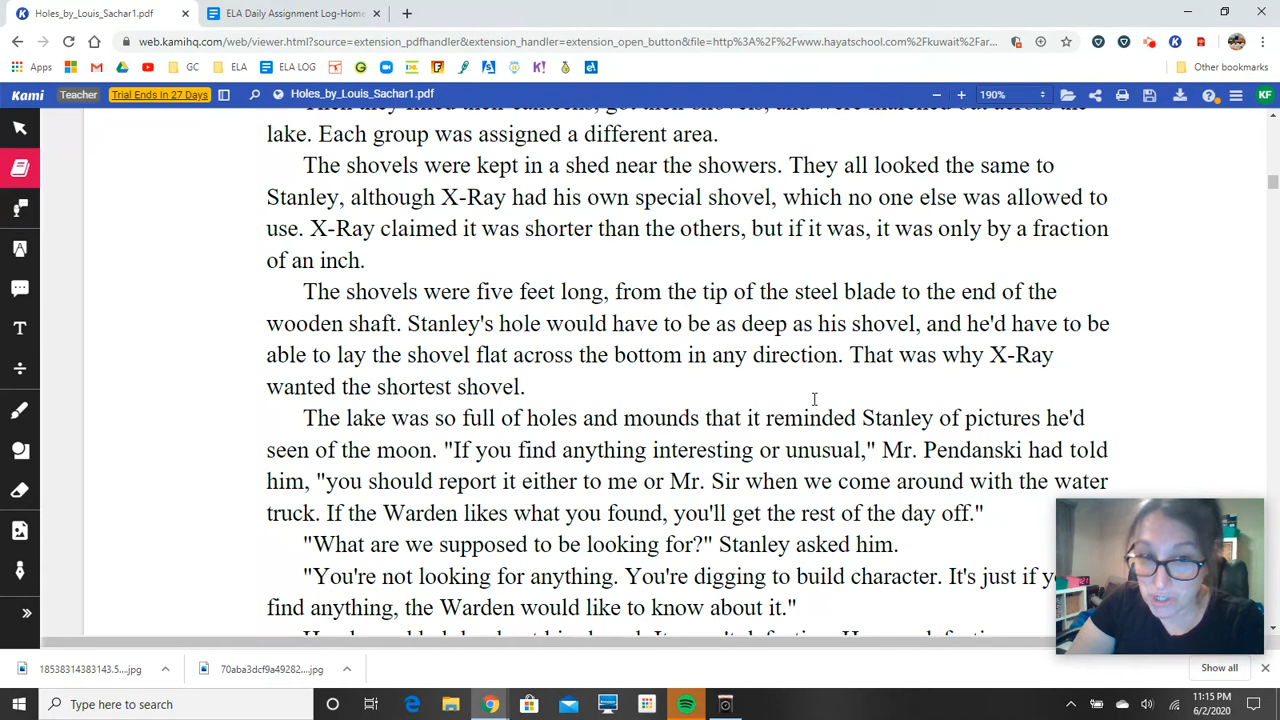 Holes_by_Louis_Sachar1.pdf
ELA Daily Assignment Log-Home
web.kamihq.com/web/viewer.html?source=extension_pdfhandler&extension_handler=extension_open_button&file=http%3A%2F%2Fwww.hayatschool.com%2Fkuwait%2Far...
Apps
GC
ELA
ELA LOG
Other bookmarks
Kami
Teacher
Trial Ends In 27 Days
Holes_by_Louis_Sachar1.pdf
190%
KF
lake. Each group was assigned a different area.
The shovels were kept in a shed near the showers. They all looked the same to
Stanley, although X-Ray had his own special shovel, which no one else was allowed to
use. X-Ray claimed it was shorter than the others, but if it was, it was only by a fraction
of an inch.
The shovels were five feet long, from the tip of the steel blade to the end of the
wooden shaft. Stanley's hole would have to be as deep as his shovel, and he'd have to be
able to lay the shovel flat across the bottom in any direction. That was why X-Ray
wanted the shortest shovel.
The lake was so full of holes and mounds that it reminded Stanley of pictures he'd
seen of the moon. "If you find anything interesting or unusual," Mr. Pendanski had told
him, "you should report it either to me or Mr. Sir when we come around with the water
truck. If the Warden likes what you found, you'll get the rest of the day off."
"What are we supposed to be looking for?" Stanley asked him.
"You're not looking for anything. You're digging to build character. It's just if
find anything, the Warden would like to know about it."
18538314383143.5....jpg
70aba3dcf9a49282....jpg
Show all
Type here to search
11:15 PM
6/2/2020